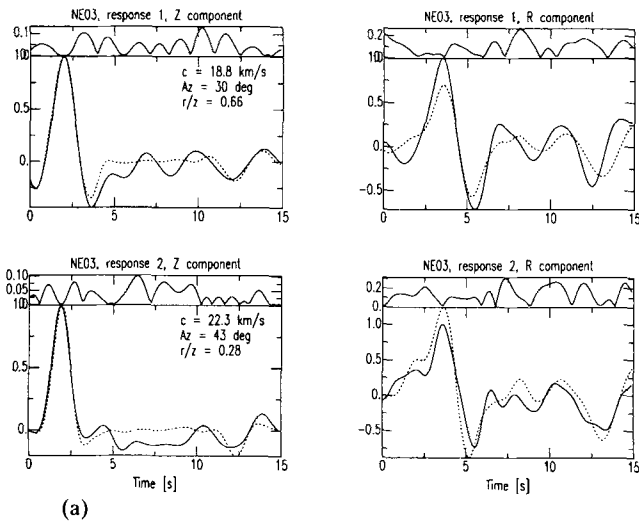 NE03, response 1, Z component
0.1
0
1.0
0.5
0.
c = 18.8 km/s
Az = 30 deg
r/z = 0.66
0 5 10 15
NE03, response 1, R component
0.2
0.1
0
1.0
0.5
0.
-0.5
0 5 10 15
NE03, response 2, Z component
0.10
0.05
0
1.0
0.5
0.
c = 22.3 km/s
Az = 43 deg
r/z = 0.28
0 5 10 15
Time [s]
NE03, response 2, R component
0.2
0
1.0
0.5
0.
-0.5
0 5 10 15
Time [s]
(a)